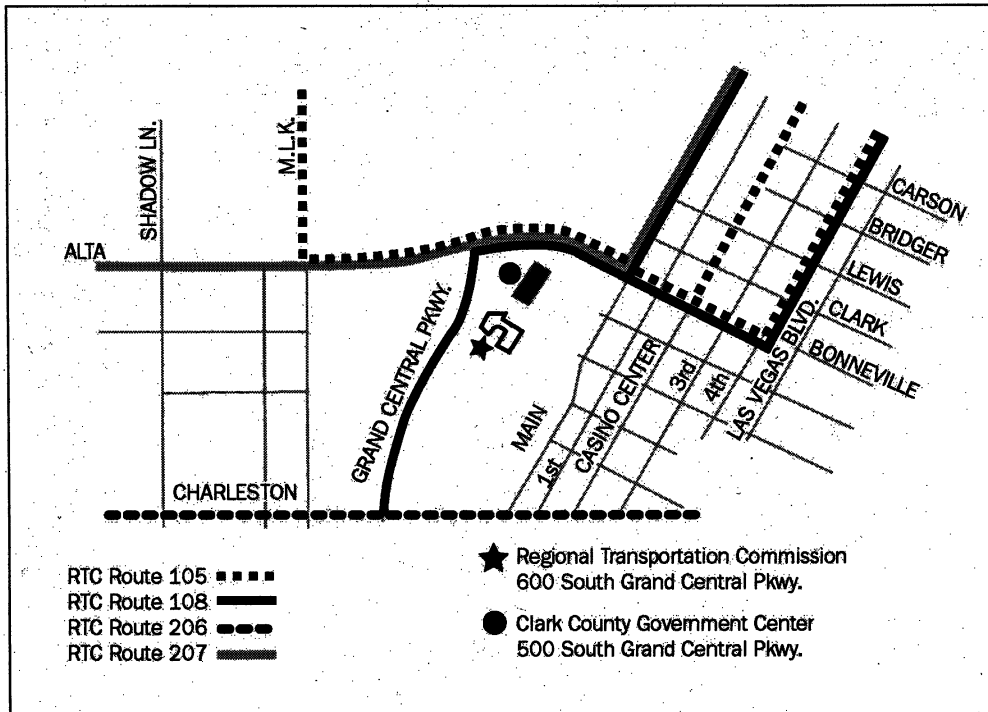 SHADOW LN.
M.L.K.
ALTA
GRAND CENTRAL PKWY.
CARSON
BRIDGER
LEWIS
CLARK
BONNEVILLE
MAIN
1st
CASINO CENTER
3rd
4th
LAS VEGAS BLVD.
CHARLESTON
RTC Route 105
RTC Route 108
RTC Route 206
RTC Route 207
Regional Transportation Commission
600 South Grand Central Pkwy.
Clark County Government Center
500 South Grand Central Pkwy.